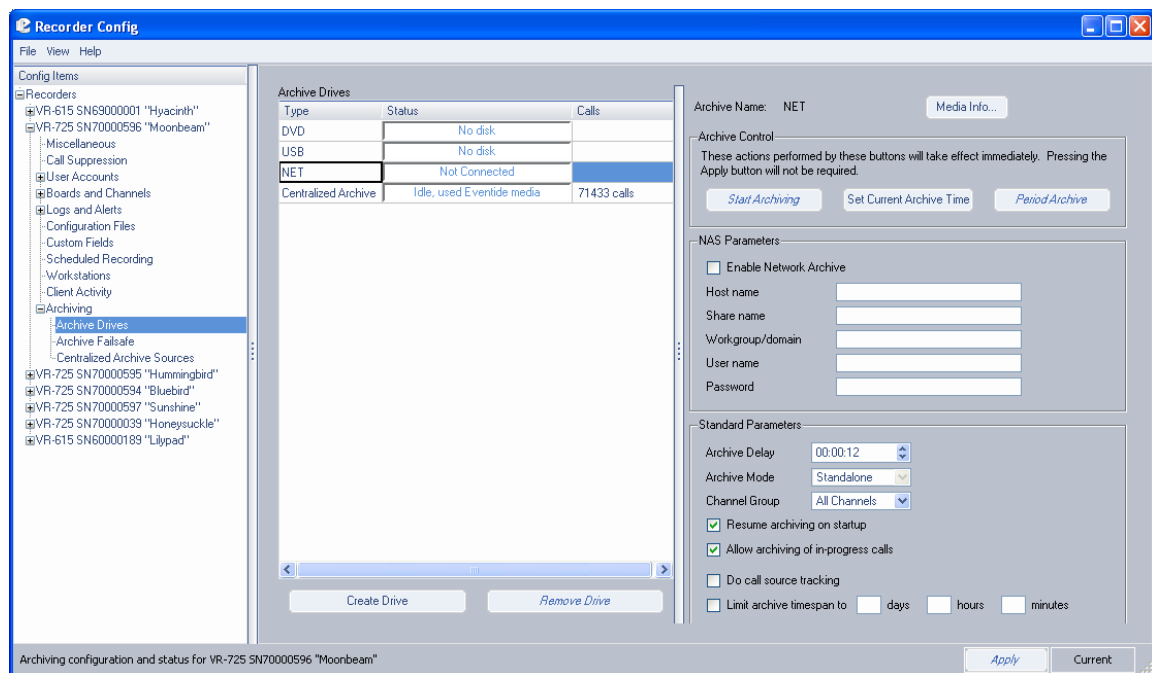 Recorder Config
File View Help
Config Items
Recorders
VR-615 SN69000001 "Hyacinth"
VR-725 SN70000596 "Moonbeam"
Miscellaneous
Call Suppression
User Accounts
Boards and Channels
Logs and Alerts
Configuration Files
Custom Fields
Scheduled Recording
Workstations
Client Activity
Archiving
Archive Drives
Archive Failsafe
Centralized Archive Sources
VR-725 SN70000595 "Hummingbird"
VR-725 SN70000594 "Bluebird"
VR-725 SN70000597 "Sunshine"
VR-725 SN70000039 "Honeysuckle"
VR-615 SN60000189 "Lilypad"
Archive Drives
Type Status Calls
DVD No disk
USB No disk
NET Not Connected
Centralized Archive Idle, used Eventide media 71433 calls
Create Drive Remove Drive
Archive Name: NET Media Info...
Archive Control
These actions performed by these buttons will take effect immediately. Pressing the
Apply button will not be required.
Start Archiving Set Current Archive Time Period Archive
NAS Parameters
Enable Network Archive
Host name
Share name
Workgroup/domain
User name
Password
Standard Parameters
Archive Delay 00:00:12
Archive Mode Standalone
Channel Group All Channels
Resume archiving on startup
Allow archiving of in-progress calls
Do call source tracking
Limit archive timespan to days hours minutes
Archiving configuration and status for VR-725 SN70000596 "Moonbeam"
Apply Current